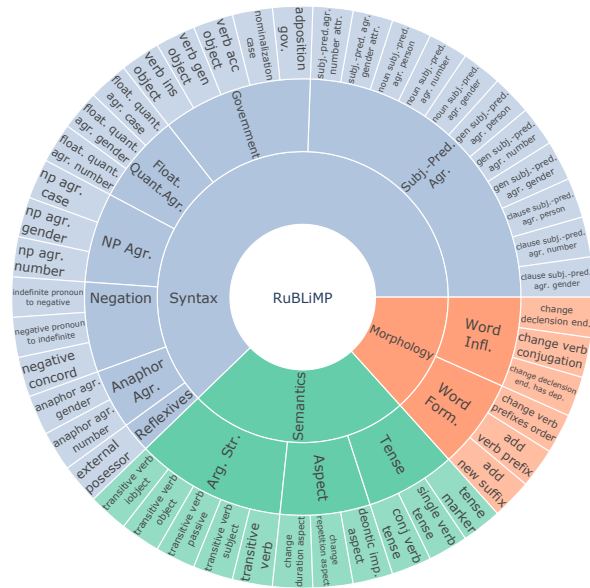 RuBLiMP
Syntax
Morphology
Semantics
Subj.-Pred.
Agr.
Government
Float.
Quant.Agr.
NP Agr.
Negation
Anaphor
Agr.
Reflexives
Arg. Str.
Aspect
Tense
Word
Form.
Word
Infl.
subj.-pred. agr.
number attr.
subj.-pred. agr.
gender attr.
noun subj.-pred.
agr. person
noun subj.-pred.
agr. number
noun subj.-pred.
agr. gender
gen subj.-pred.
agr. person
gen subj.-pred.
agr. number
gen subj.-pred.
agr. gender
clause subj.-pred.
agr. person
clause subj.-pred.
agr. number
clause subj.-pred.
agr. gender
adposition
gov.
nominalization
case
verb acc
object
verb gen
object
verb ins
object
float. quant.
agr. case
float. quant.
agr. gender
float. quant.
agr. number
np agr.
case
np agr.
gender
np agr.
number
indefinite pronoun
to negative
negative pronoun
to indefinite
negative
concord
anaphor agr.
gender
anaphor agr.
number
external
posessor
transitive verb
iobject
transitive verb
object
transitive verb
passive
transitive verb
subject
transitive
verb
change
duration aspect
change
repetition aspect
deontic imp.
aspect
conj verb
tense
single verb
tense
tense
marker
add
new suffix
add
verb prefix
change verb
prefixes order
change declension
end. has dep.
change verb
conjugation
change
declension end.